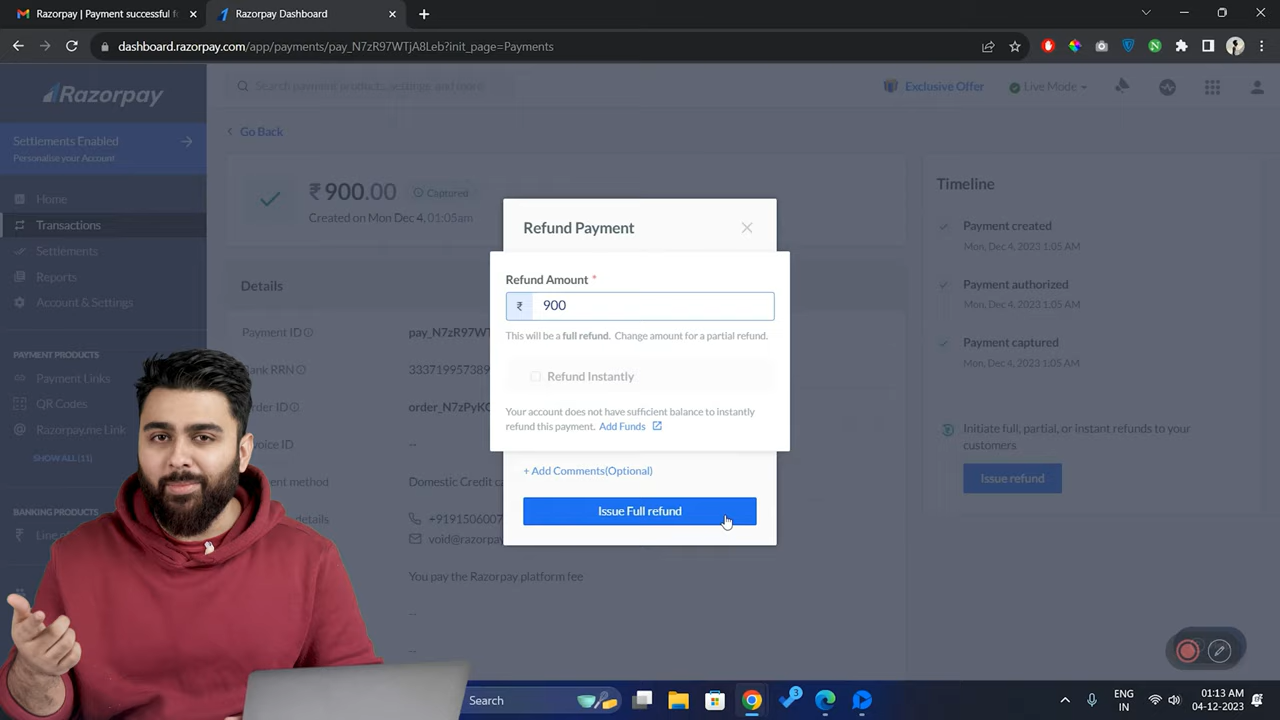 Razorpay | Payment successful f
Razorpay Dashboard
dashboard.razorpay.com/app/payments/pay_N7zR97WTjA8Leb?init_page=Payments
Razorpay
Search payment products, settings, and more
Exclusive Offer
Live Mode
Settlements Enabled
Personalise your Account
Go Back
Home
Transactions
Settlements
Reports
Account & Settings
PAYMENT PRODUCTS
Payment Links
QR Codes
Razorpay.me Link
SHOW ALL (11)
BANKING PRODUCTS
₹ 900.00
Captured
Created on Mon Dec 4, 01:05am
Details
Payment ID
pay_N7zR97WT
Bank RRN
333719957389
Order ID
order_N7zPyKC
Invoice ID
--
method
Domestic Credit ca
details
+9191506007
void@razorpay
You pay the Razorpay platform fee
--
--
Refund Payment
Refund Amount *
₹ 900
This will be a full refund. Change amount for a partial refund.
Refund Instantly
Your account does not have sufficient balance to instantly
refund this payment. Add Funds
+ Add Comments(Optional)
Issue Full refund
Timeline
Payment created
Mon, Dec 4, 2023 1:05 AM
Payment authorized
Mon, Dec 4, 2023 1:05 AM
Payment captured
Mon, Dec 4, 2023 1:05 AM
Initiate full, partial, or instant refunds to your
customers.
Issue refund
Search
3
ENG
IN
01:13 AM
04-12-2023